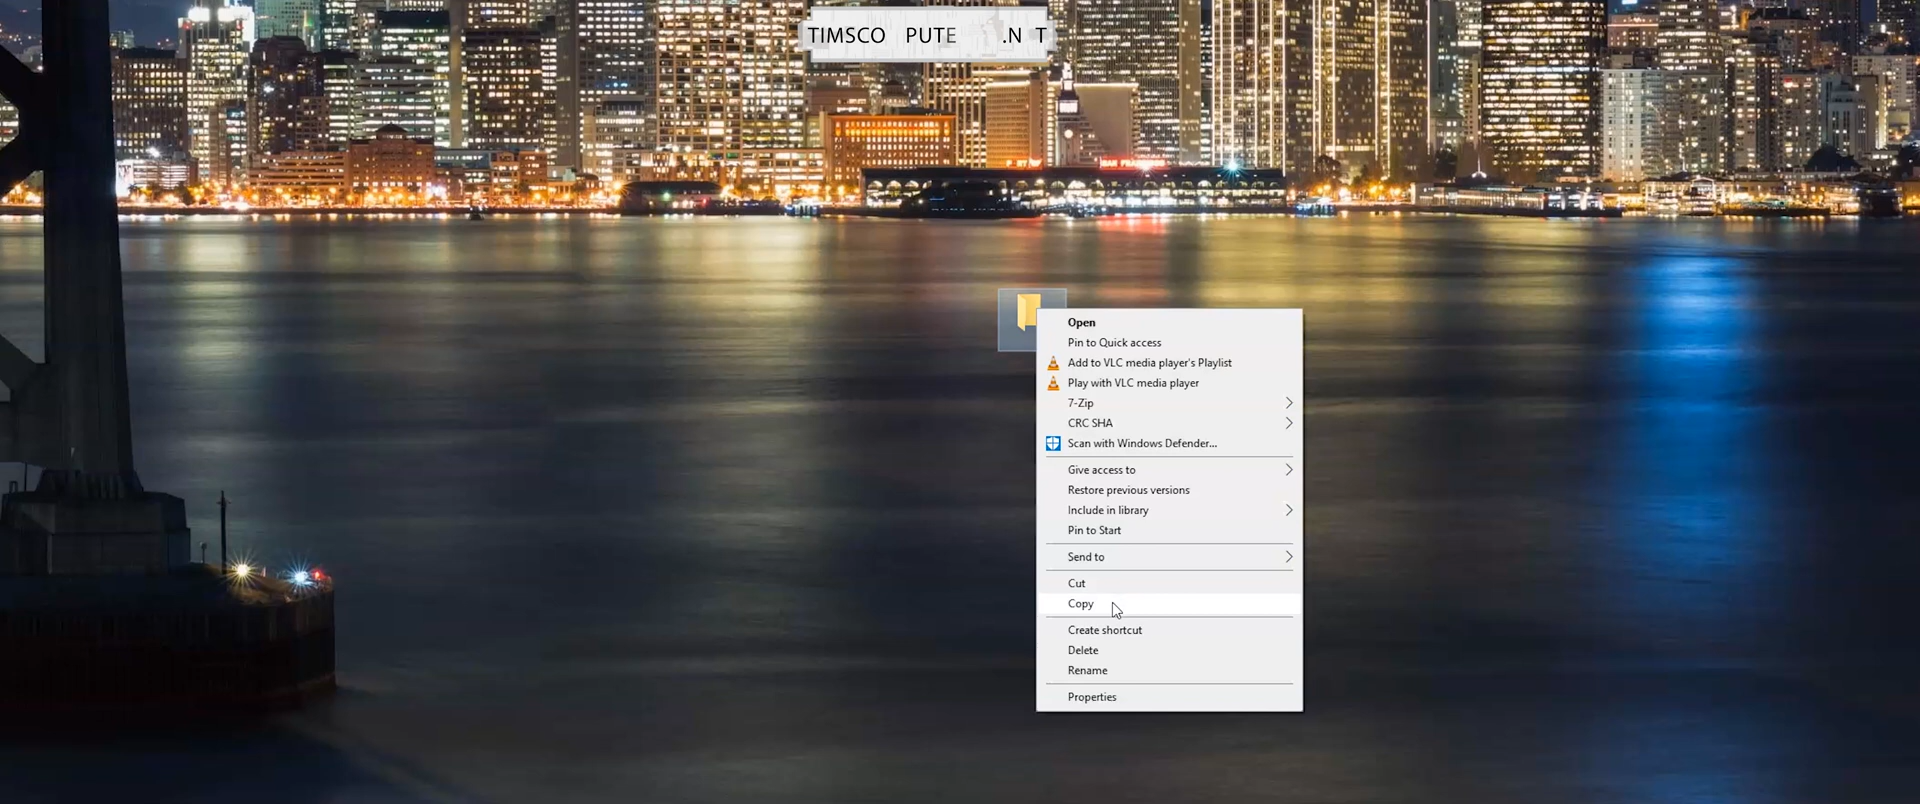 TIMSCO PUTE .N T
Open
Pin to Quick access
Add to VLC media player's Playlist
Play with VLC media player
7-Zip
CRC SHA
Scan with Windows Defender...
Give access to
Restore previous versions
Include in library
Pin to Start
Send to
Cut
Copy
Create shortcut
Delete
Rename
Properties